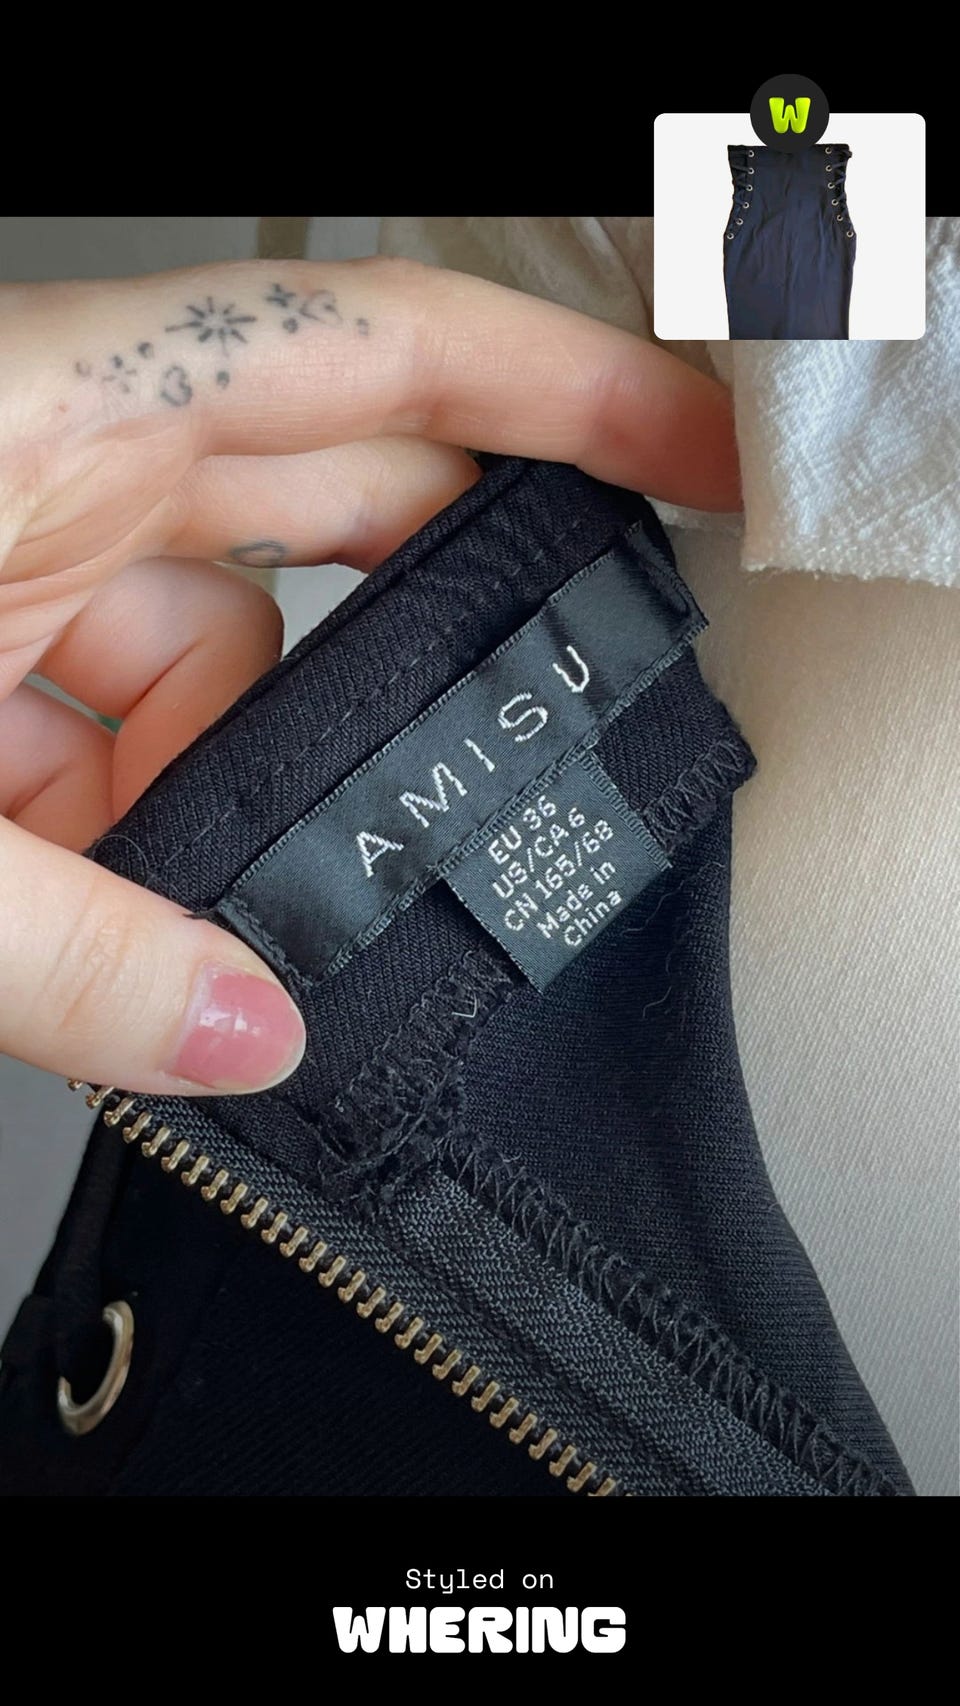 W
AMISU
EU 36
US/CA 6
CN 165/68
Made in
China
Styled on
WHERING